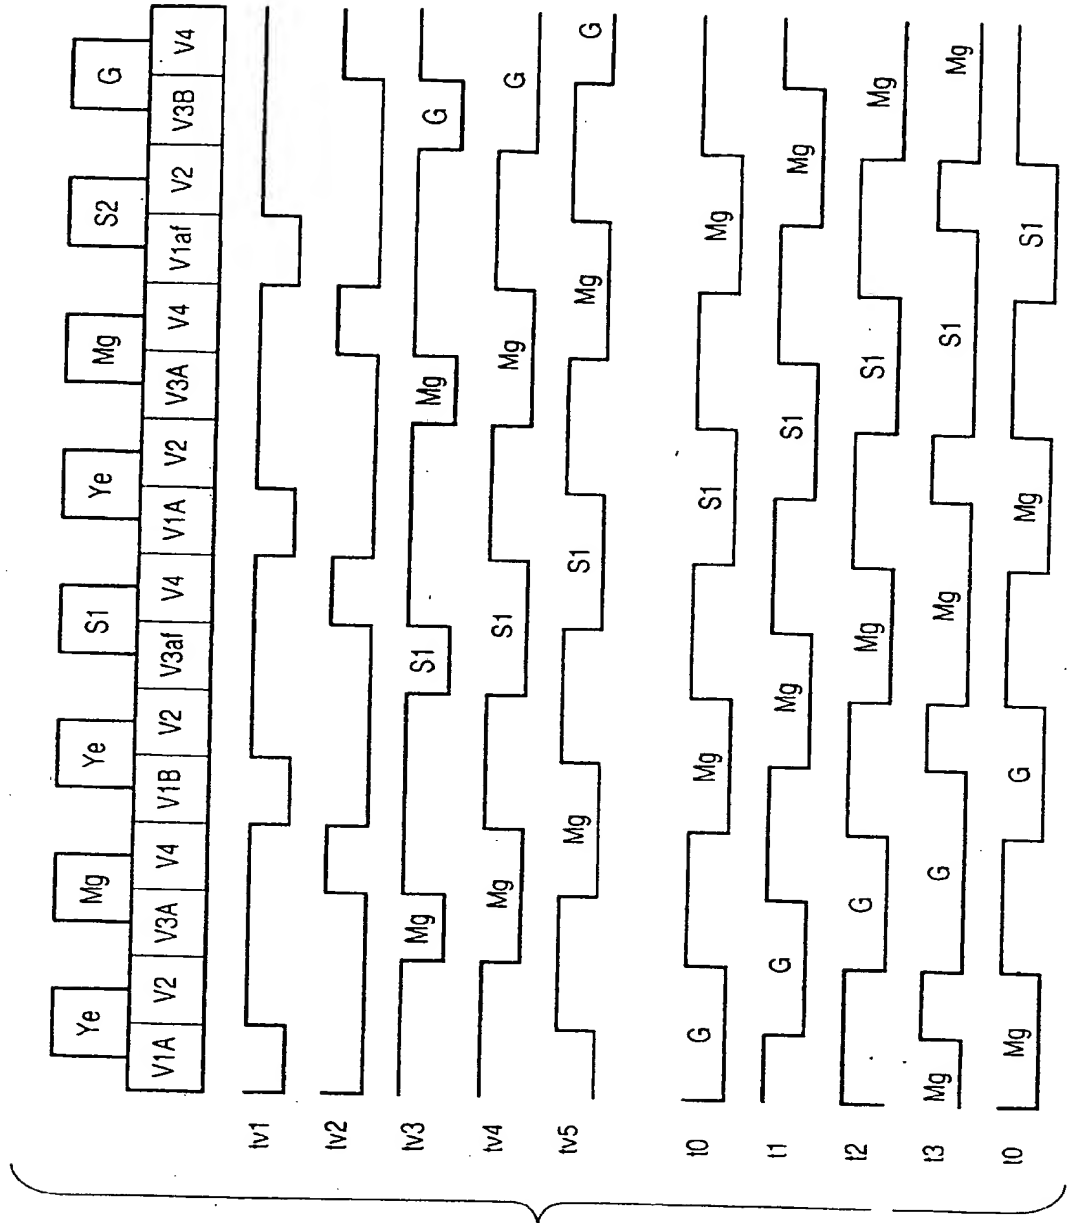 Ye Mg Ye S1 Ye Mg S2 G
V1A V2 V3A V4 V1B V2 V3af V4 V1A V2 V3A V4 V1af V2 V3B V4
tv1
tv2
tv3 Mg S1 Mg G
tv4 Mg S1 Mg G
tv5 Mg S1 Mg G
t0 G Mg S1 Mg
t1 G Mg S1 Mg
t2 G Mg S1 Mg
t3 Mg G Mg S1 Mg
t0 Mg G Mg S1